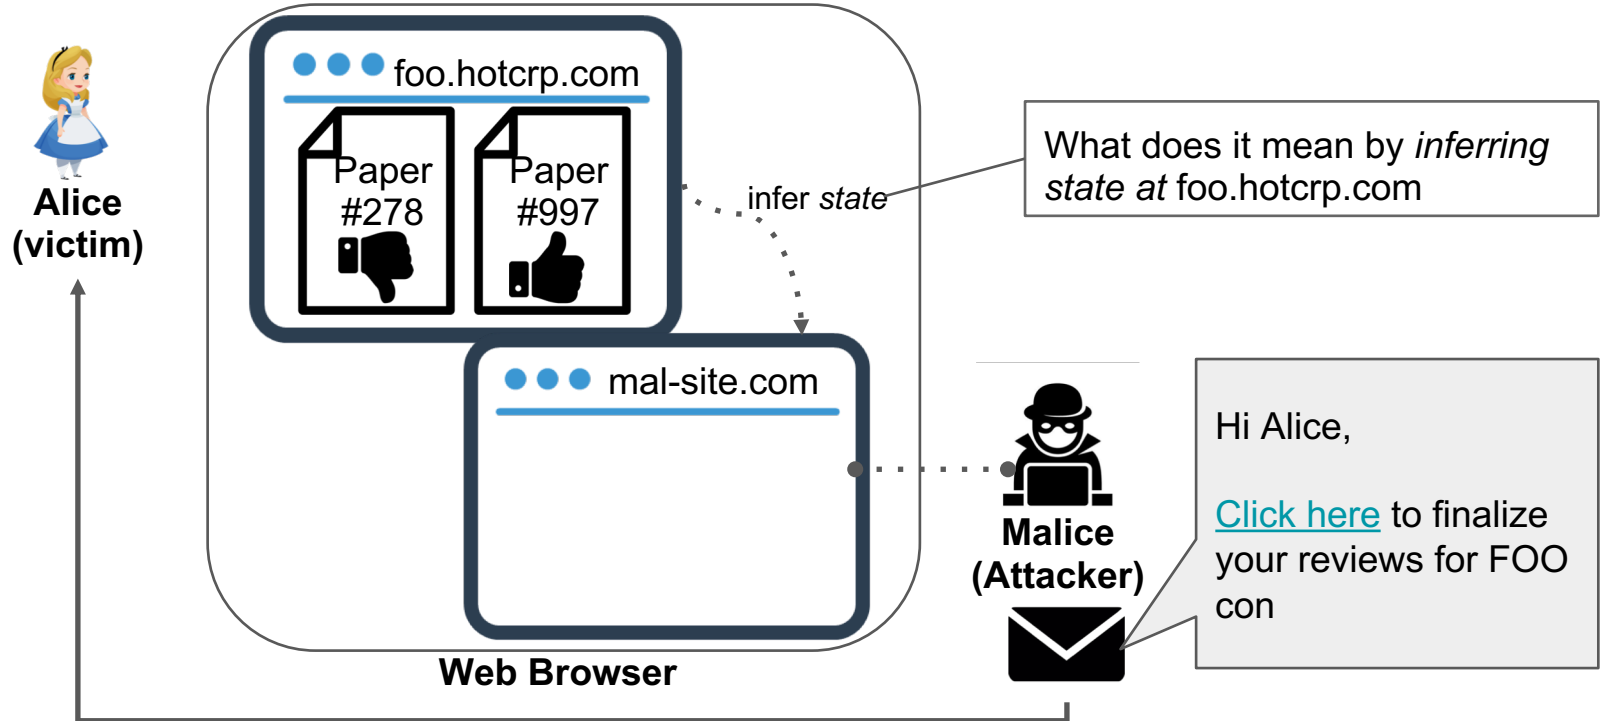 foo.hotcrp.com
Paper
#278
Paper
#997
Alice
(victim)
infer state
What does it mean by inferring
state at foo.hotcrp.com
mal-site.com
Malice
(Attacker)
Hi Alice,
Click here to finalize
your reviews for FOO
con
Web Browser